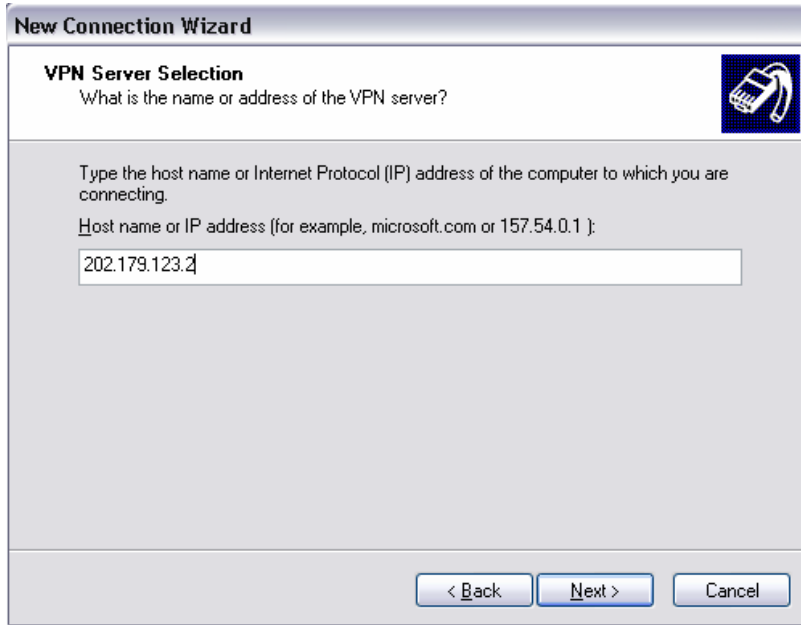 New Connection Wizard
VPN Server Selection
What is the name or address of the VPN server?
Type the host name or Internet Protocol (IP) address of the computer to which you are
connecting.
Host name or IP address (for example, microsoft.com or 157.54.0.1 ):
202.179.123.2
< Back Next > Cancel